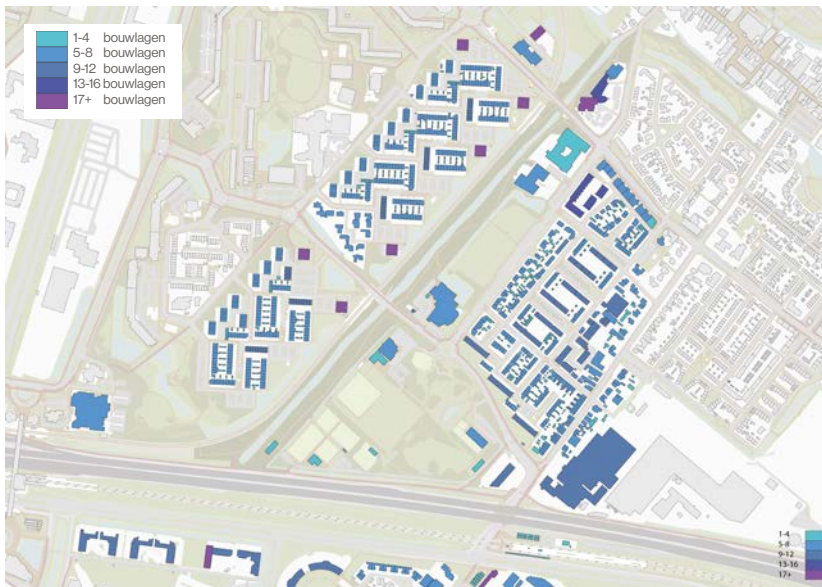 1-4 bouwlagen
5-8 bouwlagen
9-12 bouwlagen
13-16 bouwlagen
17+ bouwlagen
1-4
5-8
9-12
13-16
17+